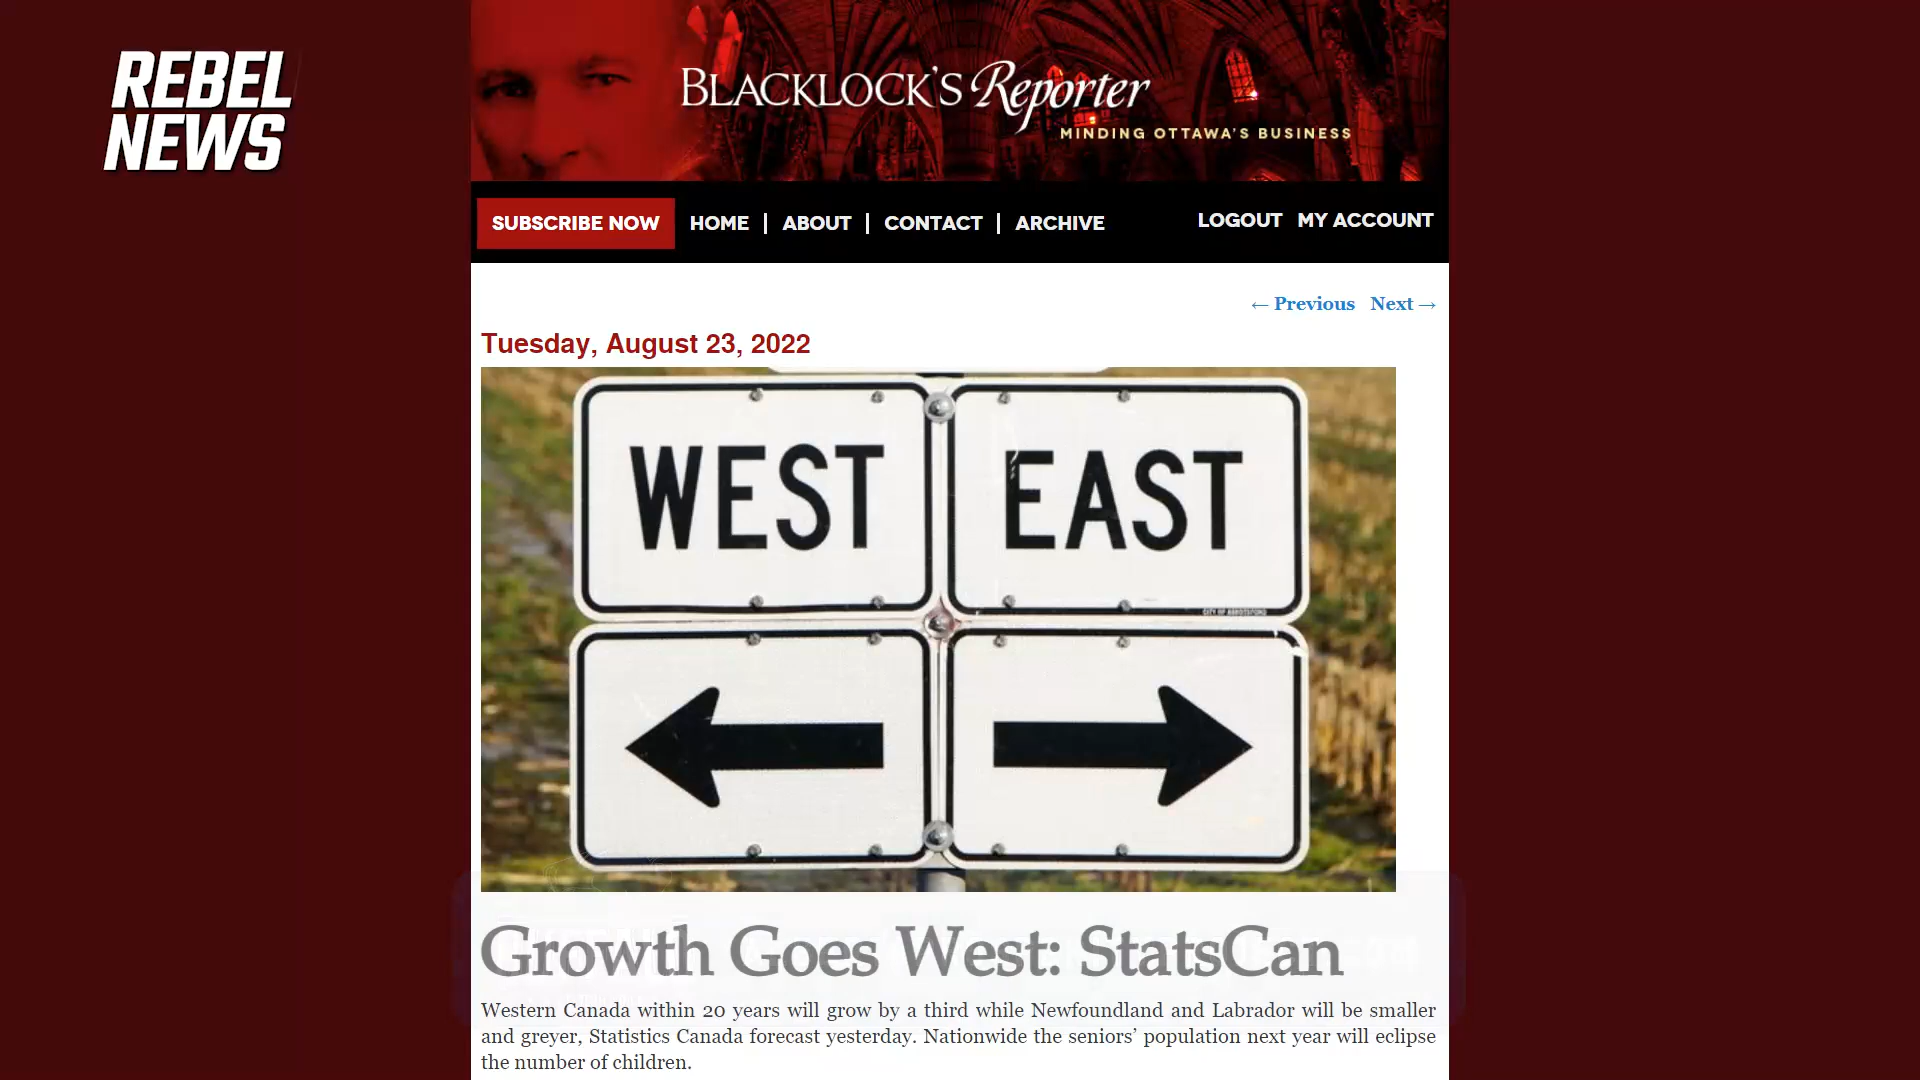 REBEL
NEWS
BLACKLOCK'S Reporter
MINDING OTTAWA'S BUSINESS
SUBSCRIBE NOW HOME | ABOUT | CONTACT | ARCHIVE LOGOUT MY ACCOUNT
← Previous Next →
Tuesday, August 23, 2022
WEST EAST
CITY OF ABBOTSFORD
Growth Goes West: StatsCan
Western Canada within 20 years will grow by a third while Newfoundland and Labrador will be smaller
and greyer, Statistics Canada forecast yesterday. Nationwide the seniors’ population next year will eclipse
the number of children.